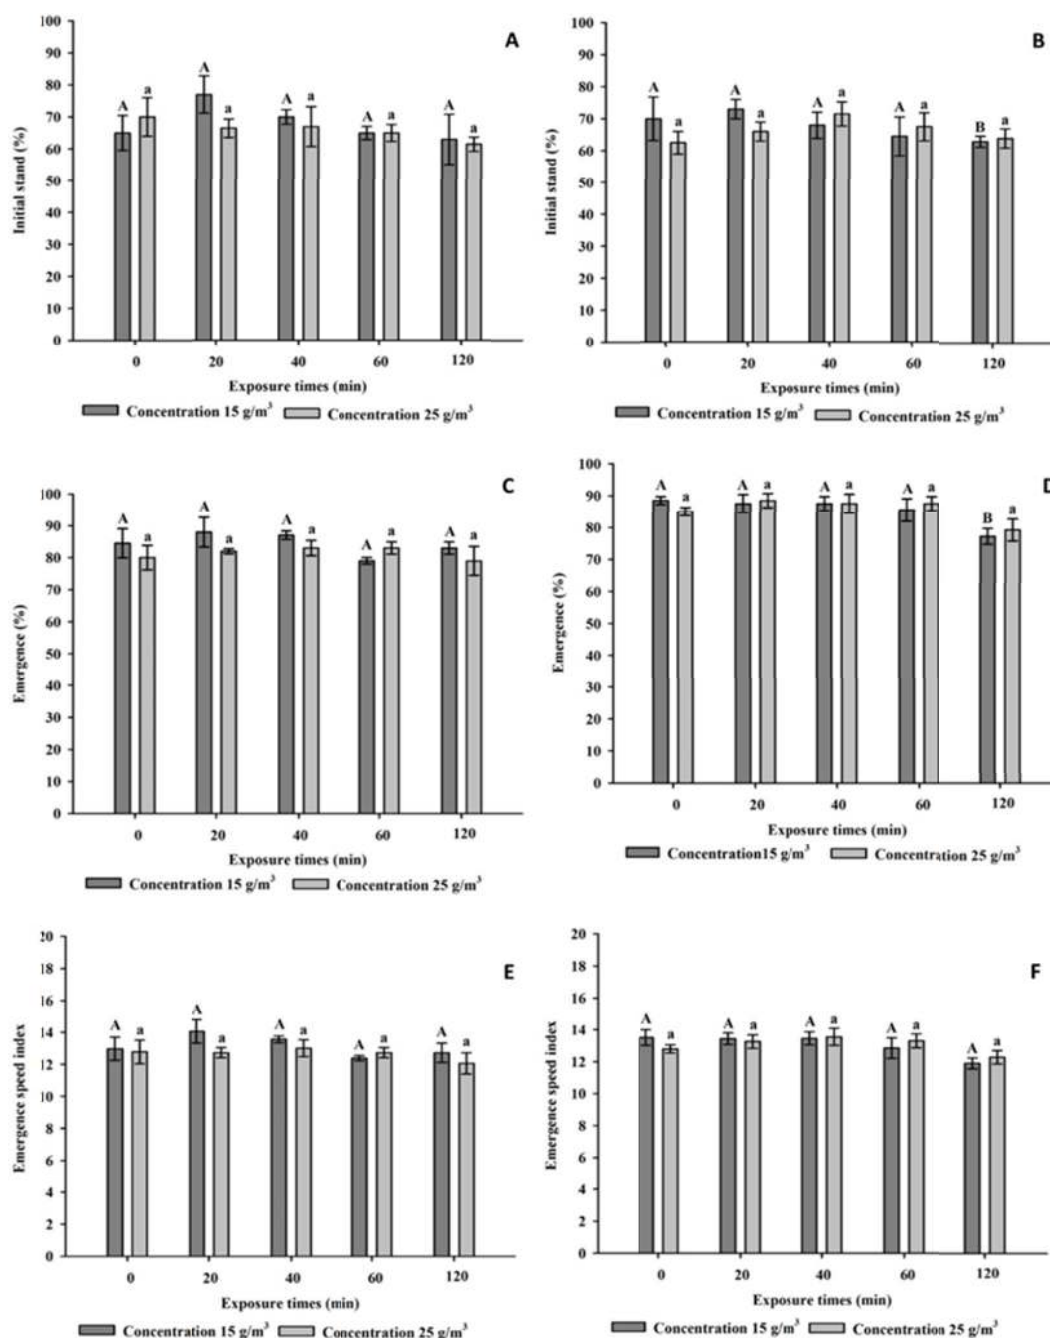 A
Initial stand (%)
100
90
80
70
60
50
40
30
20
10
0
A a A a A a A a A a
0 20 40 60 120
Exposure times (min)
Concentration 15 g/m³ Concentration 25 g/m³
B
Initial stand (%)
100
90
80
70
60
50
40
30
20
10
0
A a A a A a A a B a
0 20 40 60 120
Exposure times (min)
Concentration 15 g/m³ Concentration 25 g/m³
C
Emergence (%)
100
90
80
70
60
50
40
30
20
10
0
A a A a A a A a A a
0 20 40 60 120
Exposure times (min)
Concentration 15 g/m³ Concentration 25 g/m³
D
Emergence (%)
100
90
80
70
60
50
40
30
20
10
0
A a A a A a A a B a
0 20 40 60 120
Exposure times (min)
Concentration15 g/m³ Concentration 25 g/m³
E
Emergence speed index
20
18
16
14
12
10
8
6
4
2
0
A a A a A a A a A a
0 20 40 60 120
Exposure times (min)
Concentration 15 g/m³ Concentration 25 g/m³
F
Emergence speed index
20
18
16
14
12
10
8
6
4
2
0
A a A a A a A a A a
0 20 40 60 120
Exposure times (min)
Concentration 15 g/m³ Concentration 25 g/m³